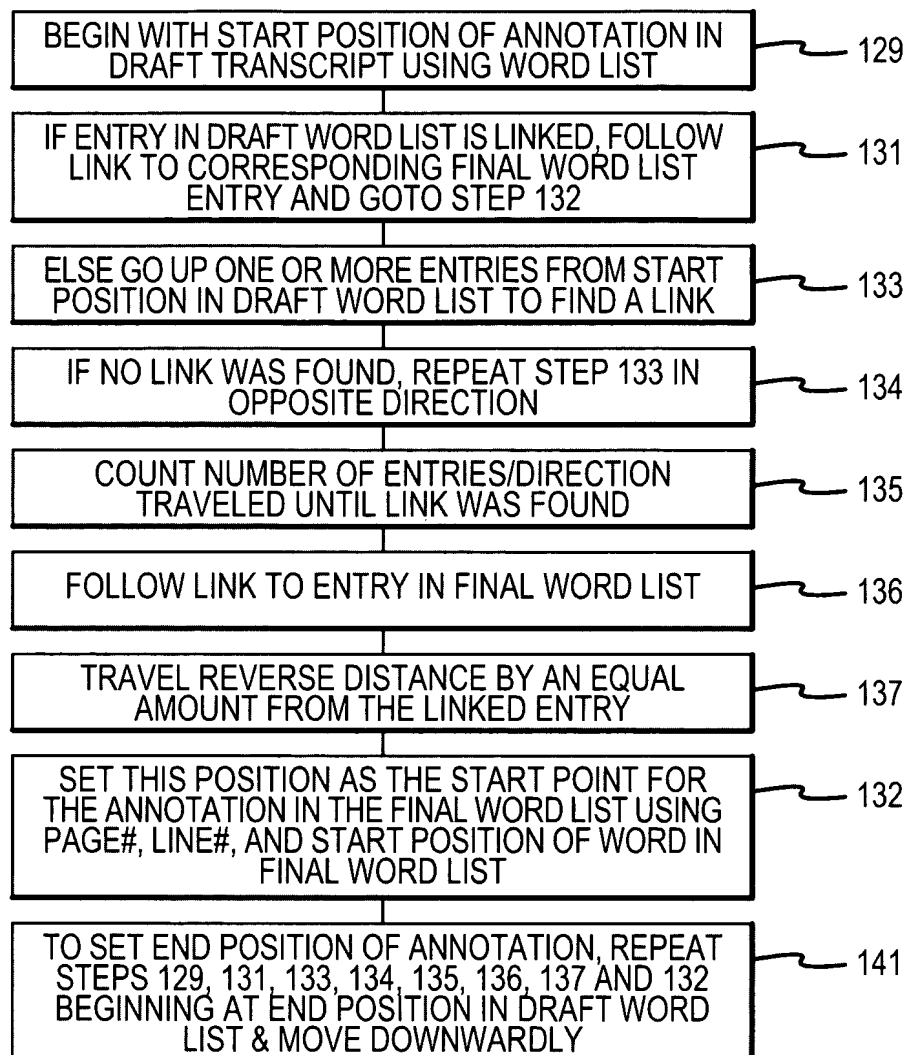 BEGIN WITH START POSITION OF ANNOTATION IN
DRAFT TRANSCRIPT USING WORD LIST
129
IF ENTRY IN DRAFT WORD LIST IS LINKED, FOLLOW
LINK TO CORRESPONDING FINAL WORD LIST
ENTRY AND GOTO STEP 132
131
ELSE GO UP ONE OR MORE ENTRIES FROM START
POSITION IN DRAFT WORD LIST TO FIND A LINK
133
IF NO LINK WAS FOUND, REPEAT STEP 133 IN
OPPOSITE DIRECTION
134
COUNT NUMBER OF ENTRIES/DIRECTION
TRAVELED UNTIL LINK WAS FOUND
135
FOLLOW LINK TO ENTRY IN FINAL WORD LIST
136
TRAVEL REVERSE DISTANCE BY AN EQUAL
AMOUNT FROM THE LINKED ENTRY
137
SET THIS POSITION AS THE START POINT FOR
THE ANNOTATION IN THE FINAL WORD LIST USING
PAGE#, LINE#, AND START POSITION OF WORD IN
FINAL WORD LIST
132
TO SET END POSITION OF ANNOTATION, REPEAT
STEPS 129, 131, 133, 134, 135, 136, 137 AND 132
BEGINNING AT END POSITION IN DRAFT WORD
LIST & MOVE DOWNWARDLY
141